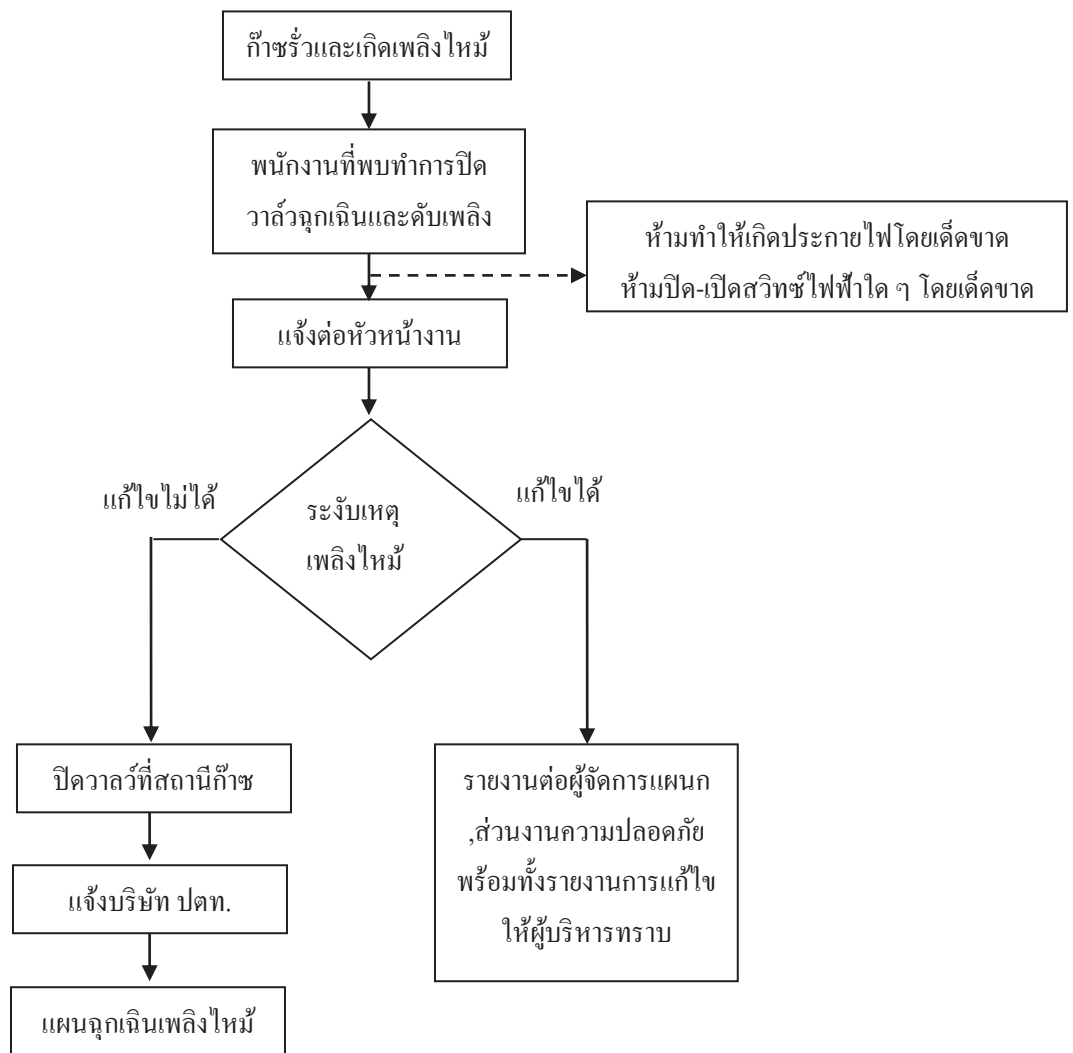 ก๊าซรั่วและเกิดเพลิงไหม้
พนักงานที่พบทำการปิด
วาล์วฉุกเฉินและดับเพลิง
ห้ามทำให้เกิดประกายไฟโดยเด็ดขาด
ห้ามปิด-เปิดสวิทซ์ไฟฟ้าใด ๆ โดยเด็ดขาด
แจ้งต่อหัวหน้างาน
แก้ไขไม่ได้
แก้ไขได้
ระงับเหตุ
เพลิงไหม้
ปิดวาลว์ที่สถานีก๊าซ
แจ้งบริษัท ปตท.
แผนฉุกเฉินเพลิงไหม้
รายงานต่อผู้จัดการแผนก
,ส่วนงานความปลอดภัย
พร้อมทั้งรายงานการแก้ไข
ให้ผู้บริหารทราบ